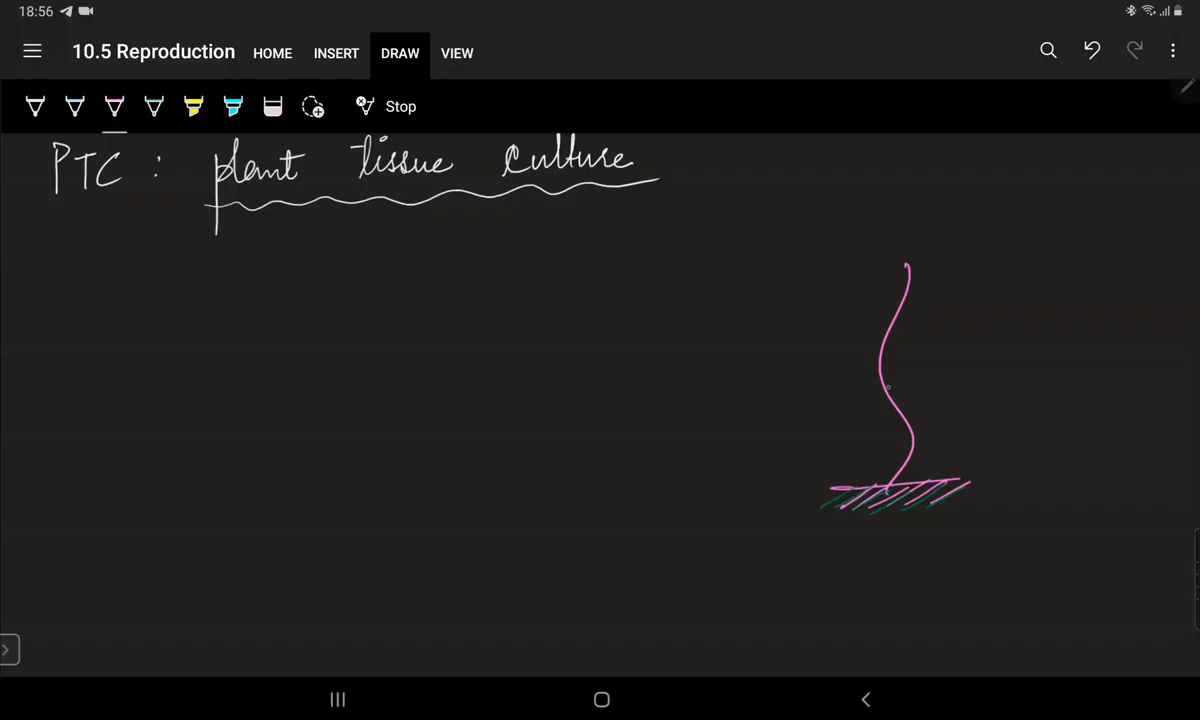 18:56
10.5 Reproduction HOME INSERT DRAW VIEW
Stop
PTC : plant tissue culture